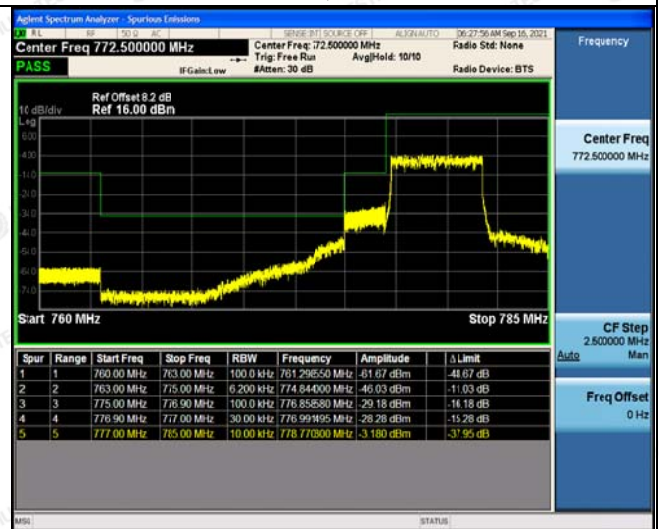 Agilent Spectrum Analyzer - Spurious Emissions
RL RF 50 Ω AC SENSE:INT SOURCE OFF ALIGN AUTO 06:27:56 AM Sep 16, 2021
Center Freq 772.500000 MHz
Center Freq: 772.500000 MHz
Radio Std: None
Frequency
PASS
IFGain:Low
Trig: Free Run
Avg|Hold: 10/10
#Atten: 30 dB
Radio Device: BTS
Ref Offset 8.2 dB
10 dB/div Ref 16.00 dBm
Log
6.00
Center Freq
772.500000 MHz
Start 760 MHz
Stop 785 MHz
CF Step
2.500000 MHz
Auto Man
Freq Offset
0 Hz
Spur Range Start Freq Stop Freq RBW Frequency Amplitude Δ Limit
1 1 760.00 MHz 763.00 MHz 100.0 kHz 761.298550 MHz -61.67 dBm -48.67 dB
2 2 763.00 MHz 775.00 MHz 6.200 kHz 774.844000 MHz -46.03 dBm -11.03 dB
3 3 775.00 MHz 776.90 MHz 100.0 kHz 776.858580 MHz -29.18 dBm -16.18 dB
4 4 776.90 MHz 777.00 MHz 30.00 kHz 776.991495 MHz -28.28 dBm -15.28 dB
5 5 777.00 MHz 785.00 MHz 10.00 kHz 778.770300 MHz -3.180 dBm -37.95 dB
MSG
STATUS